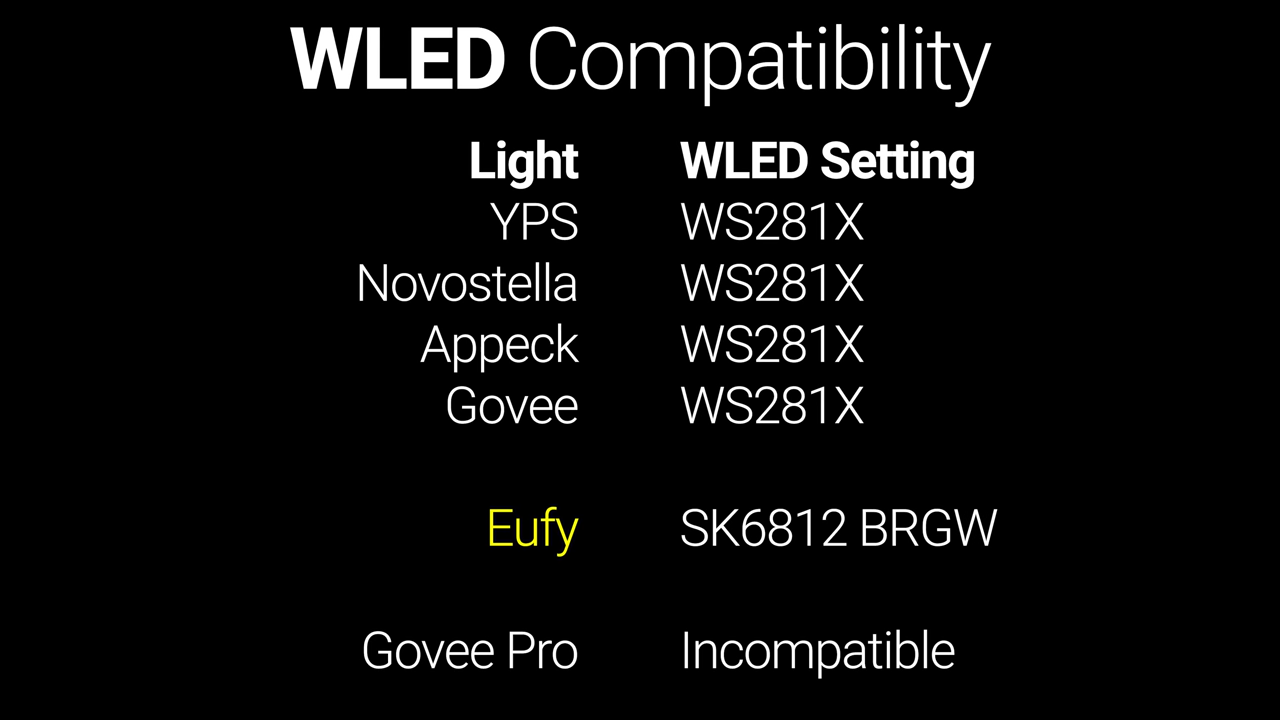 WLED Compatibility
Light WLED Setting
YPS WS281X
Novostella WS281X
Appeck WS281X
Govee WS281X
Eufy SK6812 BRGW
Govee Pro Incompatible